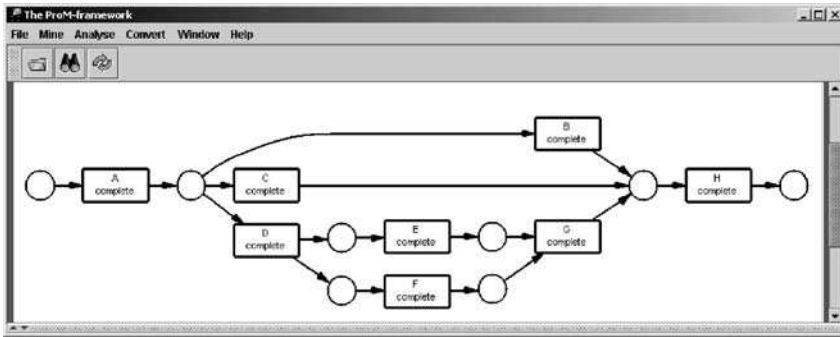 The ProM-framework
File Mine Analyse Convert Window Help
B
complete
A
complete
C
complete
H
complete
D
complete
E
complete
G
complete
F
complete